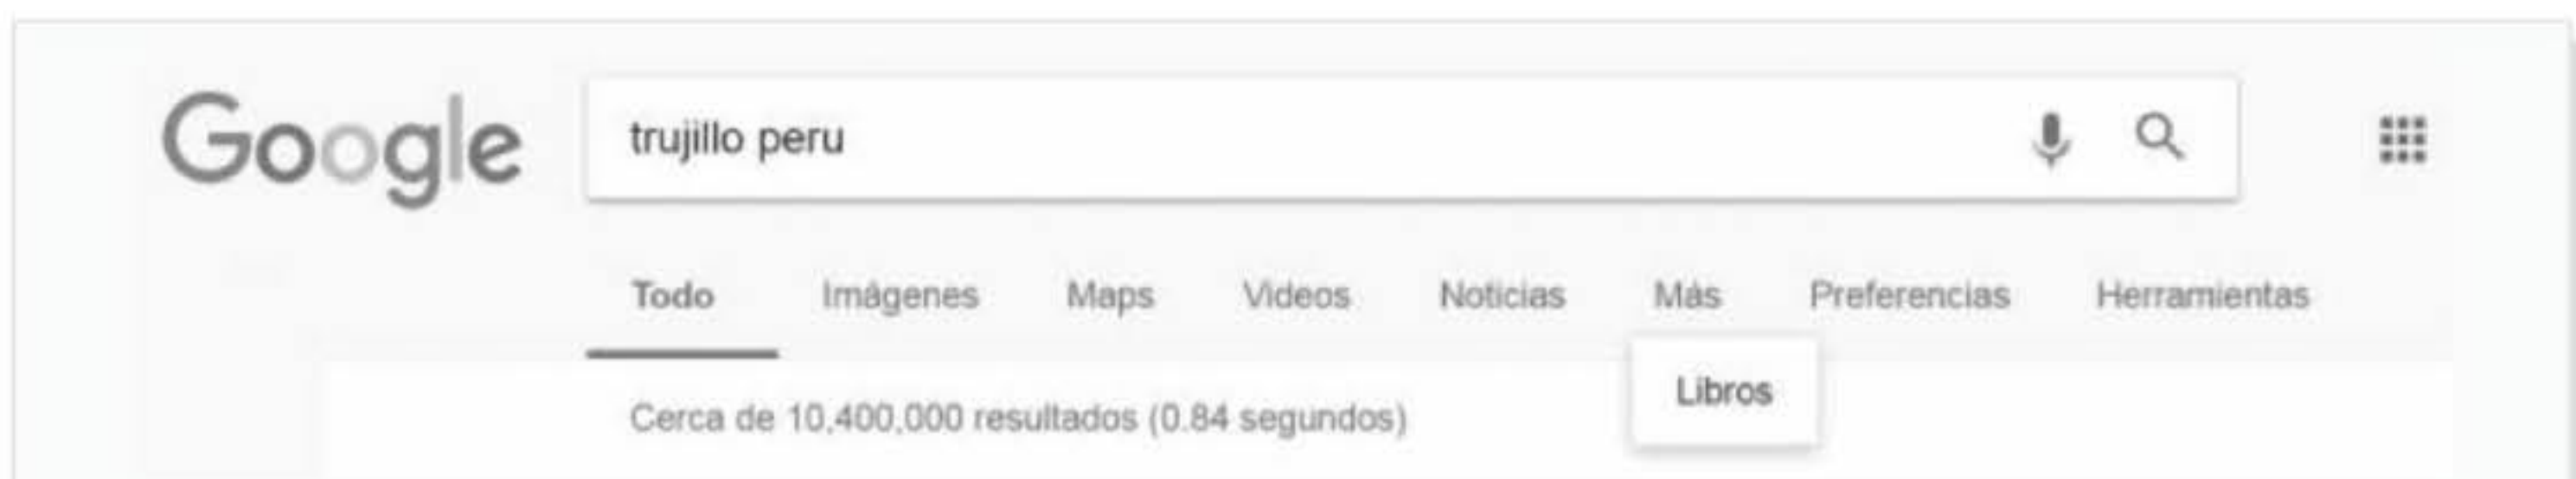 Google trujillo peru
Todo Imágenes Maps Videos Noticias Más Preferencias Herramientas
Libros
Cerca de 10,400,000 resultados (0.84 segundos)